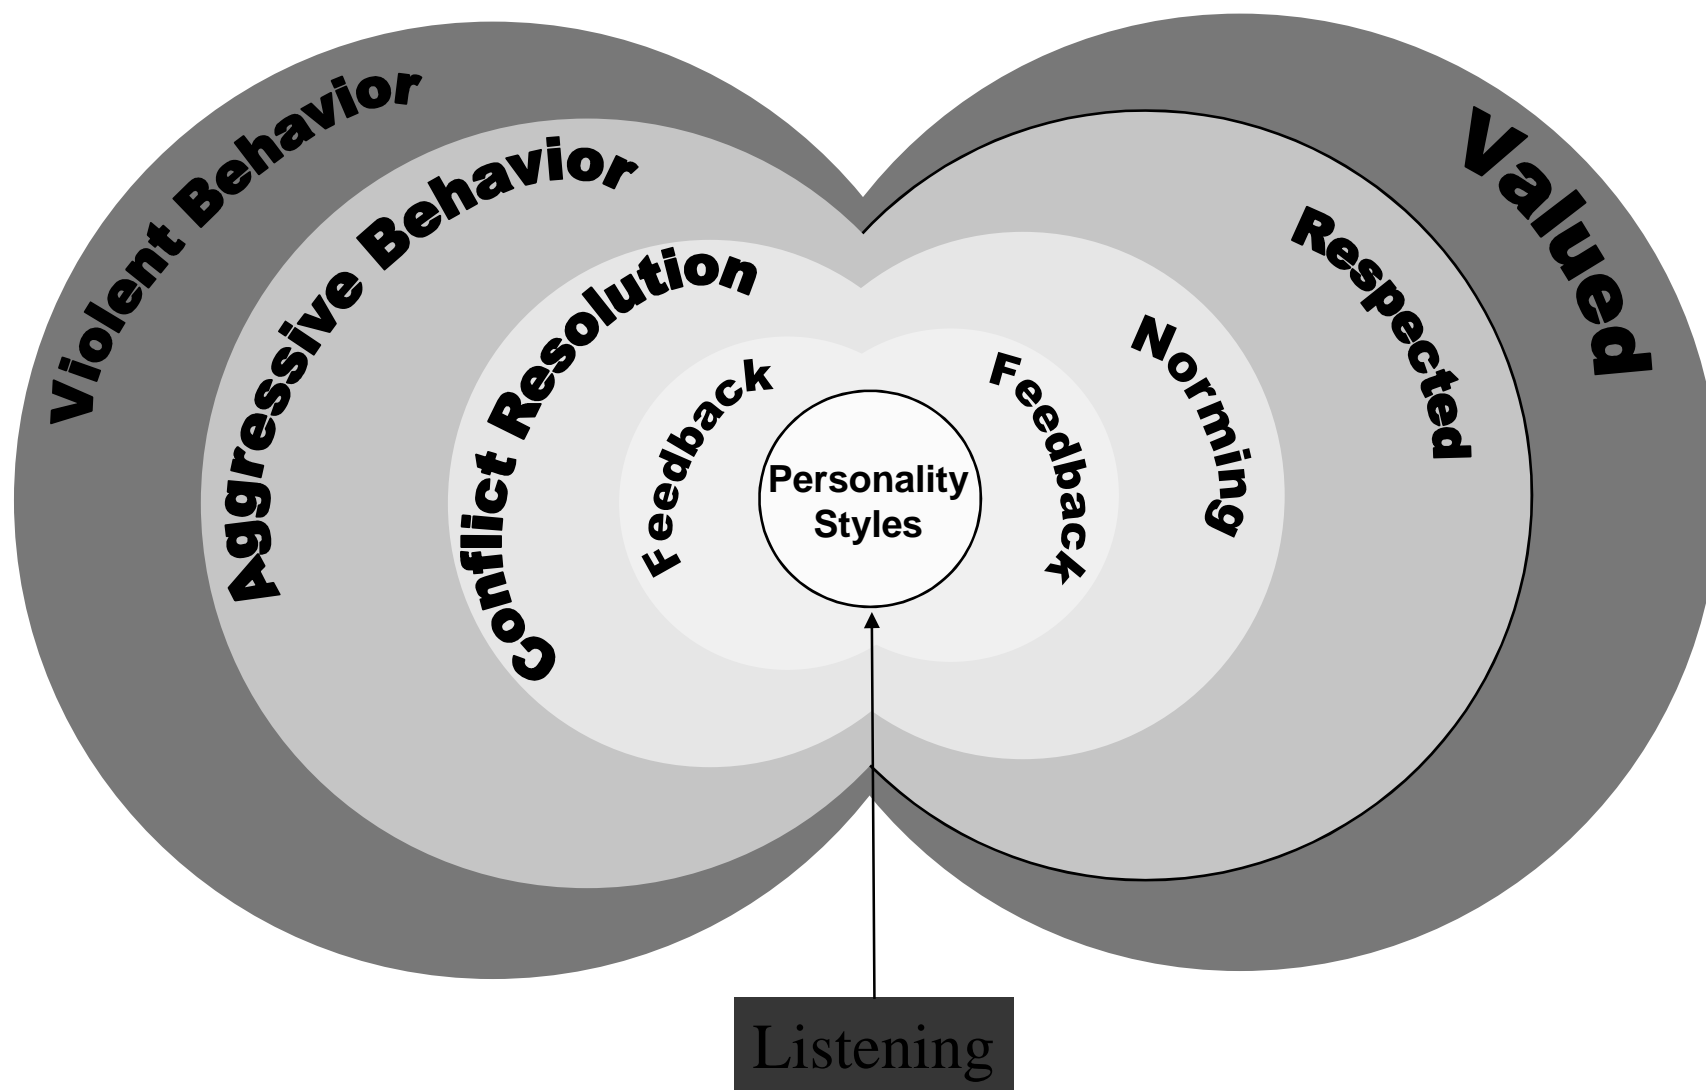 Violent Behavior
Aggressive Behavior
Conflict Resolution
Feedback
Personality
Styles
Feedback
Norming
Respected
Valued
Listening